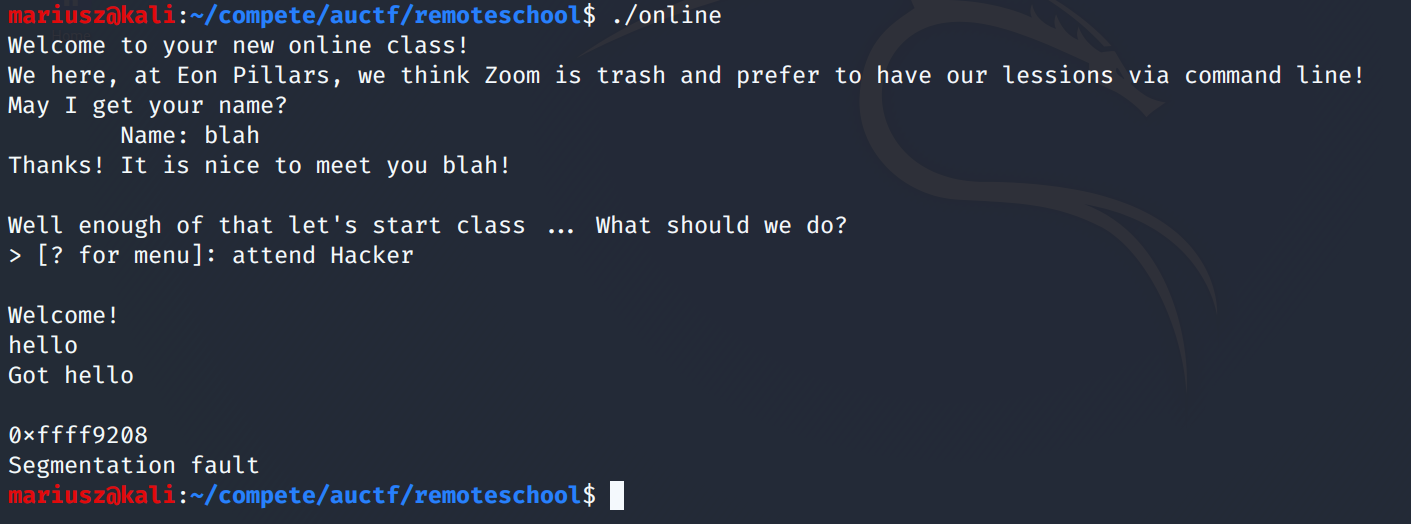 mariusz@kali:~/compete/auctf/remoteschool$ ./online
Welcome to your new online class!
We here, at Eon Pillars, we think Zoom is trash and prefer to have our lessions via command line!
May I get your name?
        Name: blah
Thanks! It is nice to meet you blah!

Well enough of that let's start class ... What should we do?
> [? for menu]: attend Hacker

Welcome!
hello
Got hello

0×ffff9208
Segmentation fault
mariusz@kali:~/compete/auctf/remoteschool$